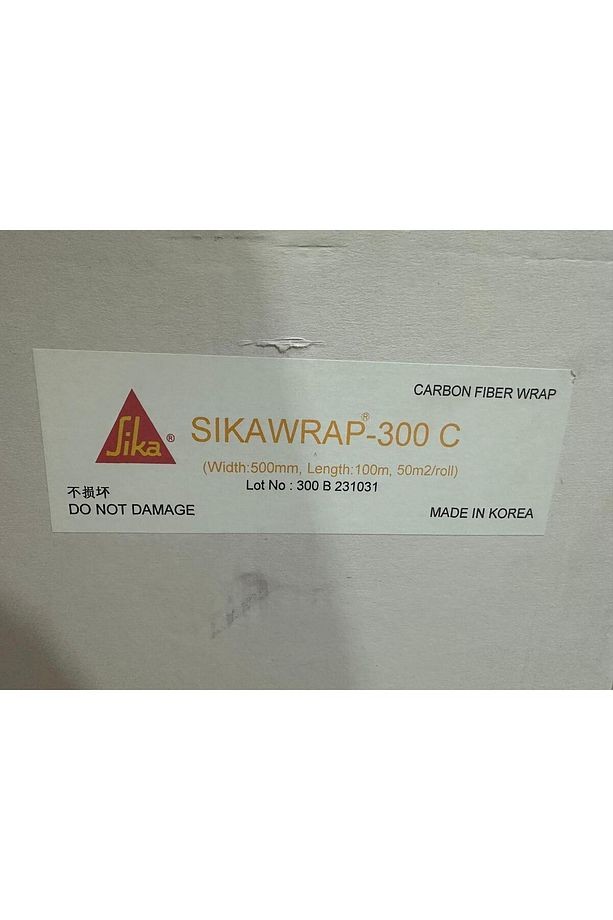 CARBON FIBER WRAP
Sika®
SIKAWRAP®-300 C
(Width:500mm, Length:100m, 50m2/roll)
Lot No : 300 B 231031
不损坏
DO NOT DAMAGE
MADE IN KOREA